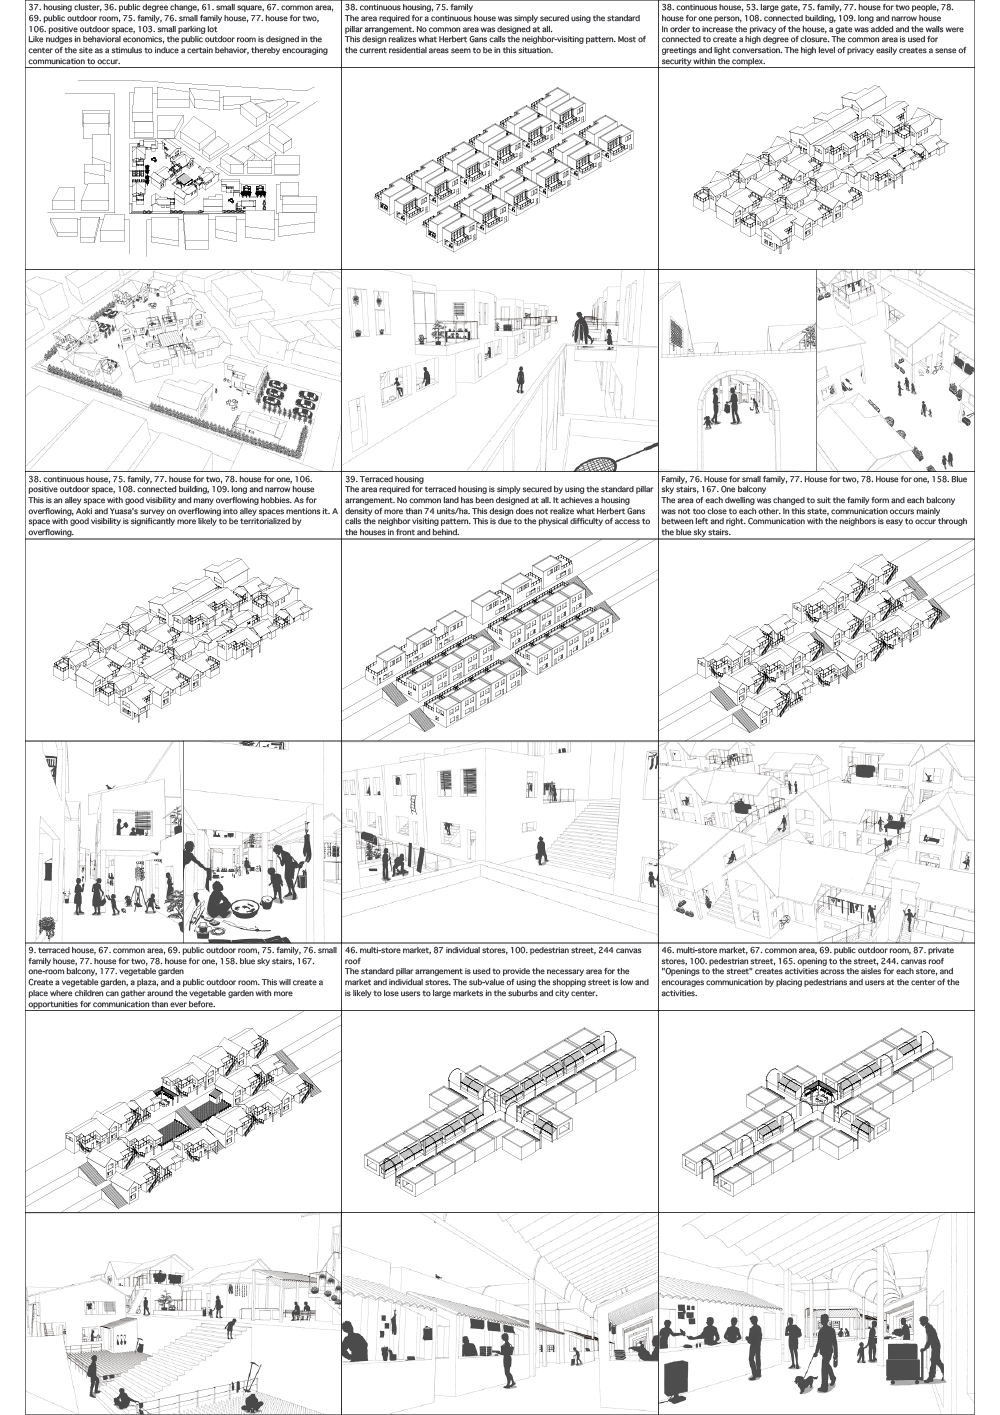 37. housing cluster, 36. public degree change, 61. small square, 67. common area,
69. public outdoor room, 75. family, 76. small family house, 77. house for two,
106. positive outdoor space, 103. small parking lot
Like nudges in behavioral economics, the public outdoor room is designed in the
center of the site as a stimulus to induce a certain behavior, thereby encouraging
communication to occur.
38. continuous housing, 75. family
The area required for a continuous house was simply secured using the standard
pillar arrangement. No common area was designed at all.
This design realizes what Herbert Gans calls the neighbor-visiting pattern. Most of
the current residential areas seem to be in this situation.
38. continuous house, 53. large gate, 75. family, 77. house for two people, 78.
house for one person, 108. connected building, 109. long and narrow house
In order to increase the privacy of the house, a gate was added and the walls were
connected to create a high degree of closure. The common area is used for
greetings and light conversation. The high level of privacy easily creates a sense of
security within the complex.
38. continuous house, 75. family, 77. house for two, 78. house for one, 106.
positive outdoor space, 108. connected building, 109. long and narrow house
This is an alley space with good visibility and many overflowing hobbies. As for
overflowing, Aoki and Yuasa's survey on overflowing into alley spaces mentions it. A
space with good visibility is significantly more likely to be territorialized by
overflowing.
39. Terraced housing
The area required for terraced housing is simply secured by using the standard pillar
arrangement. No common land has been designed at all. It achieves a housing
density of more than 74 units/ha. This design does not realize what Herbert Gans
calls the neighbor visiting pattern. This is due to the physical difficulty of access to
the houses in front and behind.
Family, 76. House for small family, 77. House for two, 78. House for one, 158. Blue
sky stairs, 167. One balcony
The area of each dwelling was changed to suit the family form and each balcony
was not too close to each other. In this state, communication occurs mainly
between left and right. Communication with the neighbors is easy to occur through
the blue sky stairs.
9. terraced house, 67. common area, 69. public outdoor room, 75. family, 76. small
family house, 77. house for two, 78. house for one, 158. blue sky stairs, 167.
one-room balcony, 177. vegetable garden
Create a vegetable garden, a plaza, and a public outdoor room. This will create a
place where children can gather around the vegetable garden with more
opportunities for communication than ever before.
46. multi-store market, 87 individual stores, 100. pedestrian street, 244 canvas
roof
The standard pillar arrangement is used to provide the necessary area for the
market and individual stores. The sub-value of using the shopping street is low and
is likely to lose users to large markets in the suburbs and city center.
46. multi-store market, 67. common area, 69. public outdoor room, 87. private
stores, 100. pedestrian street, 165. opening to the street, 244. canvas roof
"Openings to the street" creates activities across the aisles for each store, and
encourages communication by placing pedestrians and users at the center of the
activities.